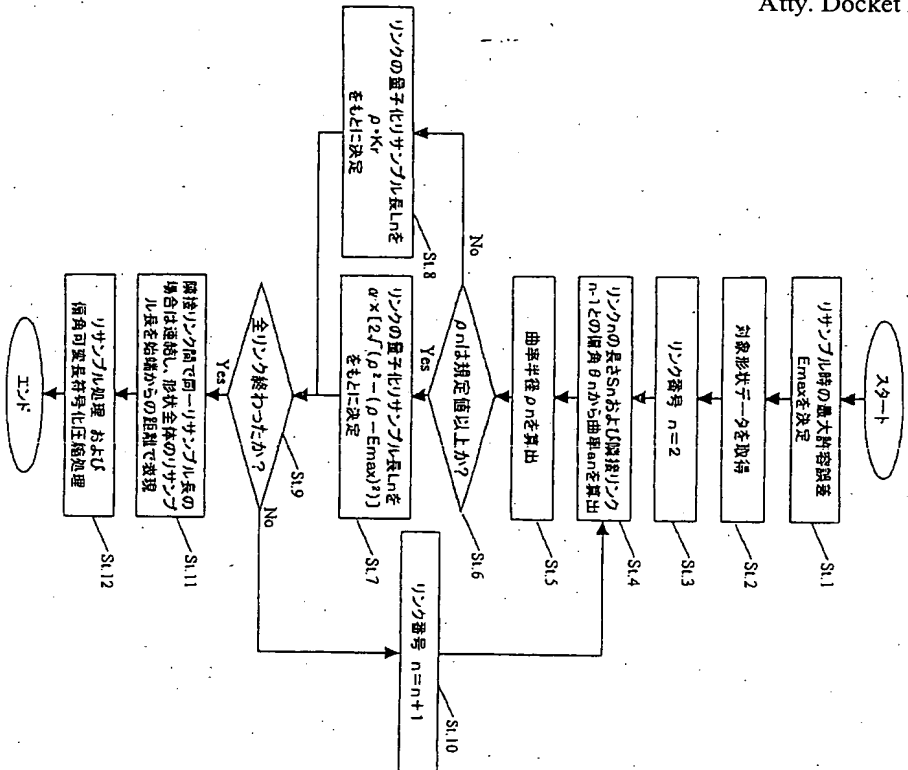 Atty. Docket
スタート
リサンプル時の最大許容誤差
Emaxを決定
St.1
対象形状データを取得
St.2
リンク番号 n=2
St.3
リンクnの長さSnおよび隣接リンク
n-1との偏角θnから曲率anを算出
St.4
曲率半径ρnを算出
St.5
ρnは規定値以上か?
St.6
Yes
No
リンクの量子化リサンプル長Lnを
α×[2√(ρ²-(ρ-Emax)²)]
をもとに決定
St.7
リンクの量子化リサンプル長Lnを
ρ*Kr
をもとに決定
St.8
全リンク終わったか?
St.9
Yes
No
リンク番号 n=n+1
St.10
隣接リンク間で同一リサンプル長の
場合は連続し、形状全体のリサンプ
ル長を始端からの距離で表現
St.11
リサンプル処理 および
偏角可変長符号化圧縮処理
St.12
エンド